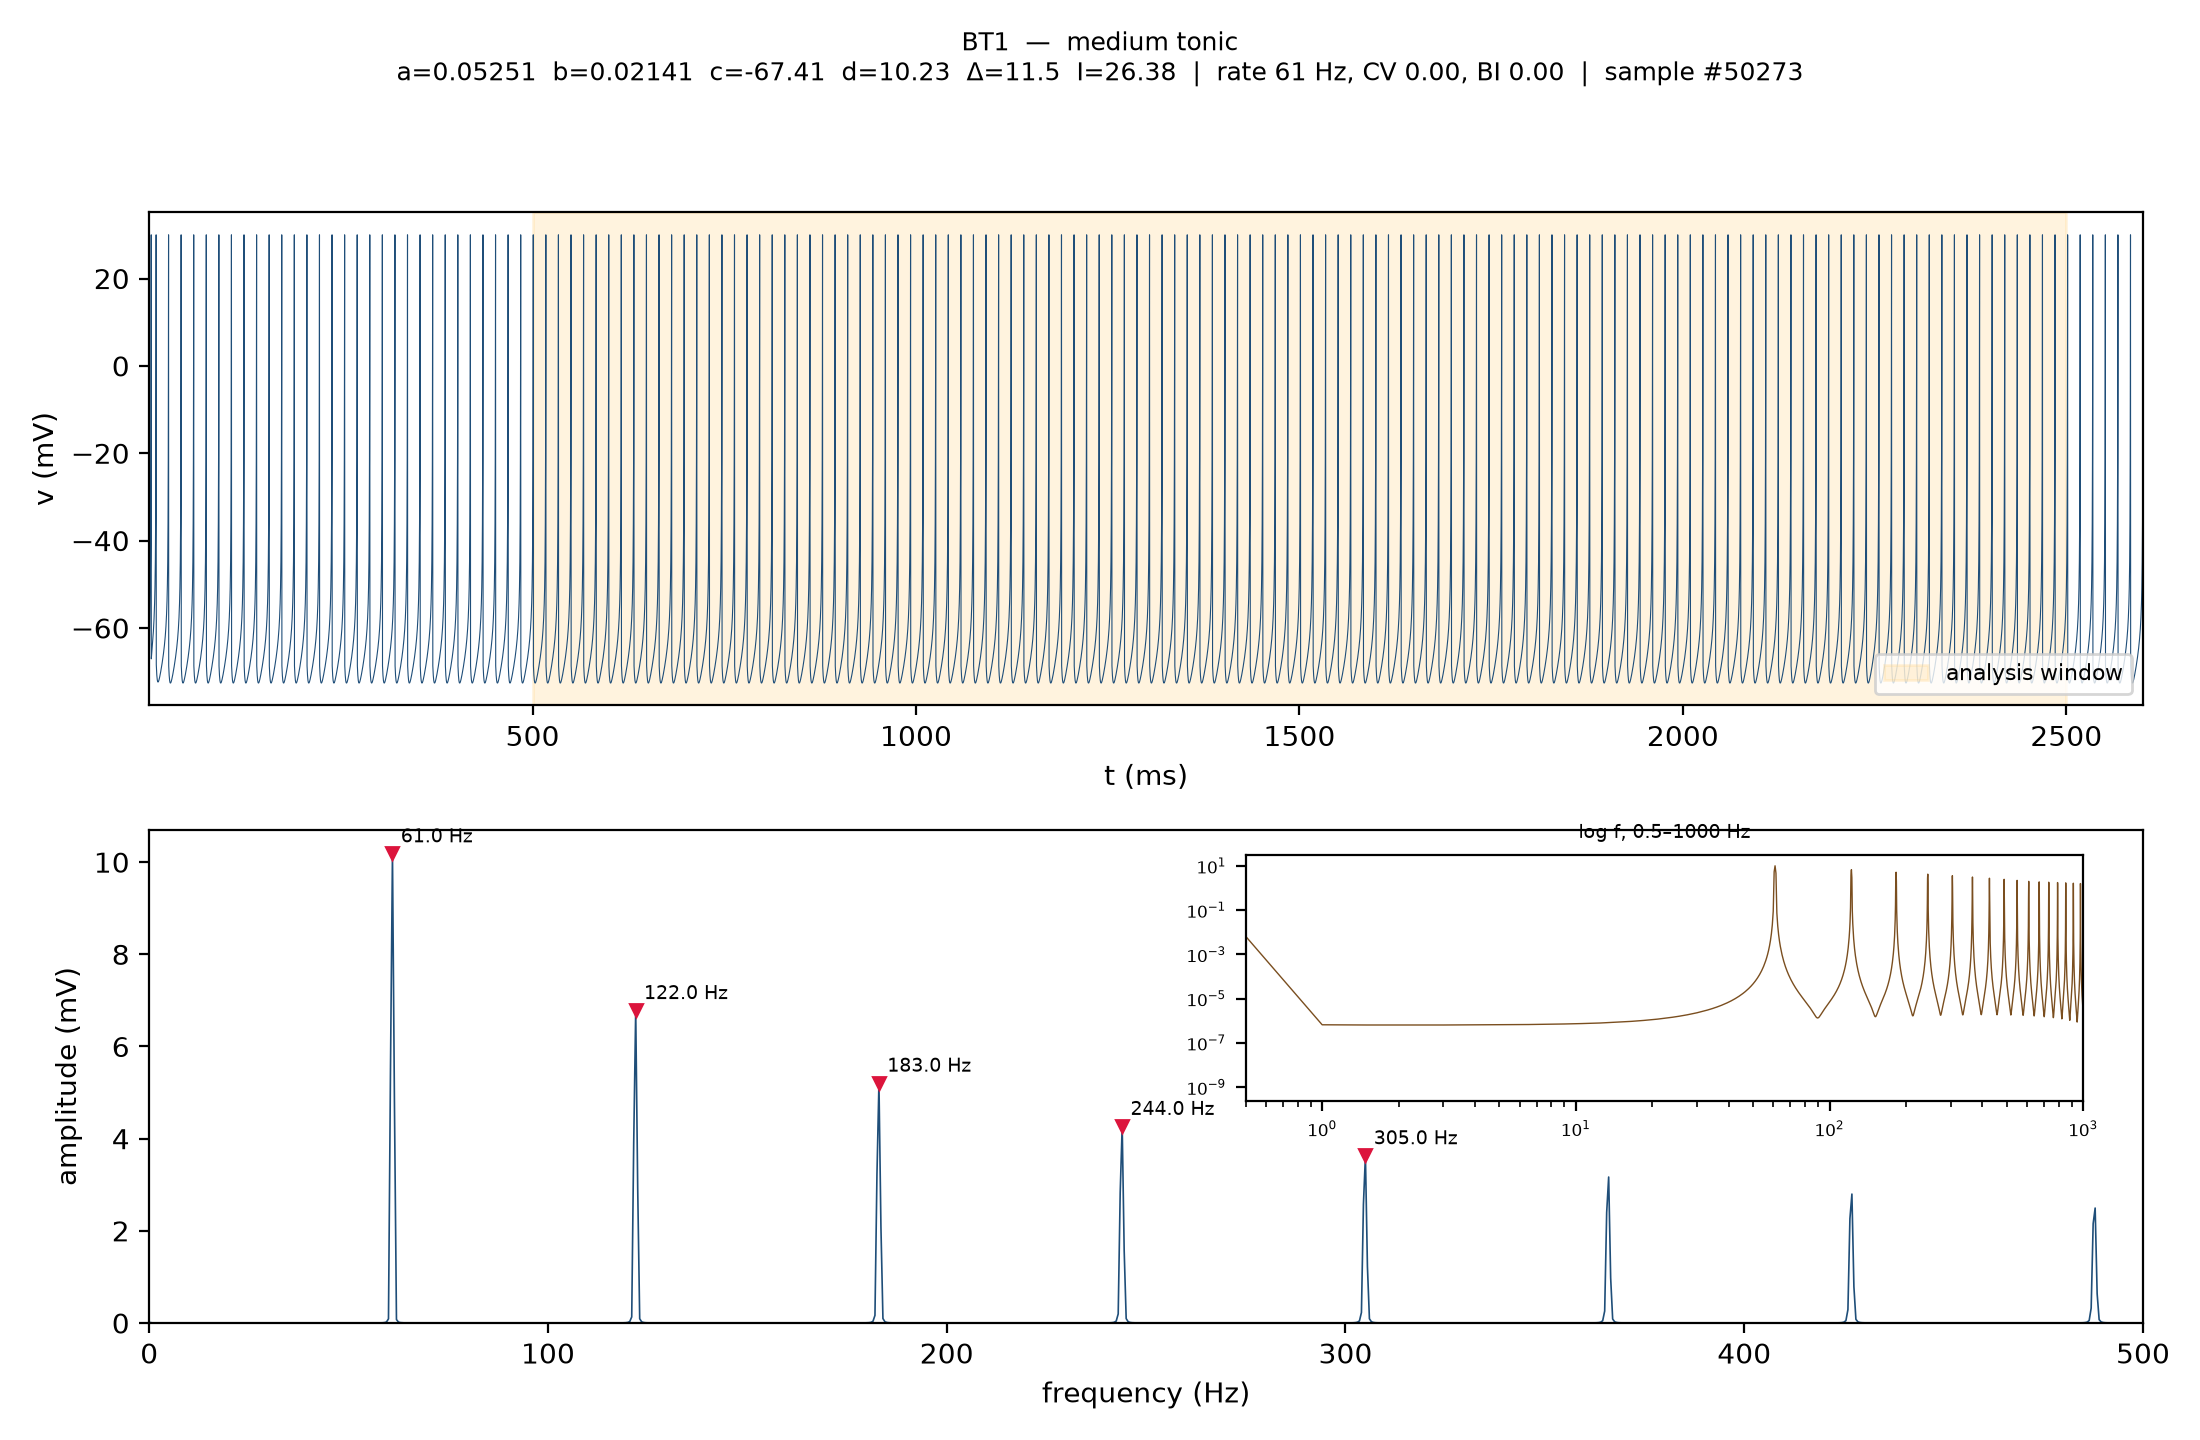 BT1 — medium tonic
a=0.05251 b=0.02141 c=-67.41 d=10.23 Δ=11.5 I=26.38 | rate 61 Hz, CV 0.00, BI 0.00 | sample #50273
20
0
−20
−40
−60
v (mV)
analysis window
500
1000
1500
2000
2500
t (ms)
61.0 Hz
122.0 Hz
183.0 Hz
244.0 Hz
305.0 Hz
log f, 0.5–1000 Hz
10¹
10⁻¹
10⁻³
10⁻⁵
10⁻⁷
10⁻⁹
10⁰
10¹
10²
10³
10
8
6
4
2
0
amplitude (mV)
0
100
200
300
400
500
frequency (Hz)